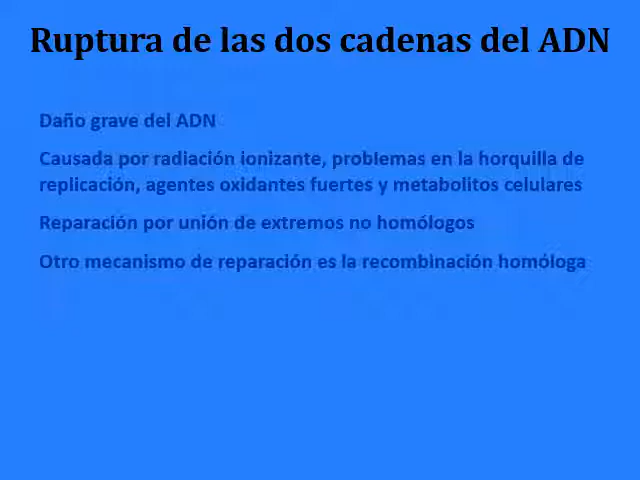 Ruptura de las dos cadenas del ADN
Daño grave del ADN
Causada por radiación ionizante, problemas en la horquilla de
replicación, agentes oxidantes fuertes y metabolitos celulares
Reparación por unión de extremos no homólogos
Otro mecanismo de reparación es la recombinación homóloga